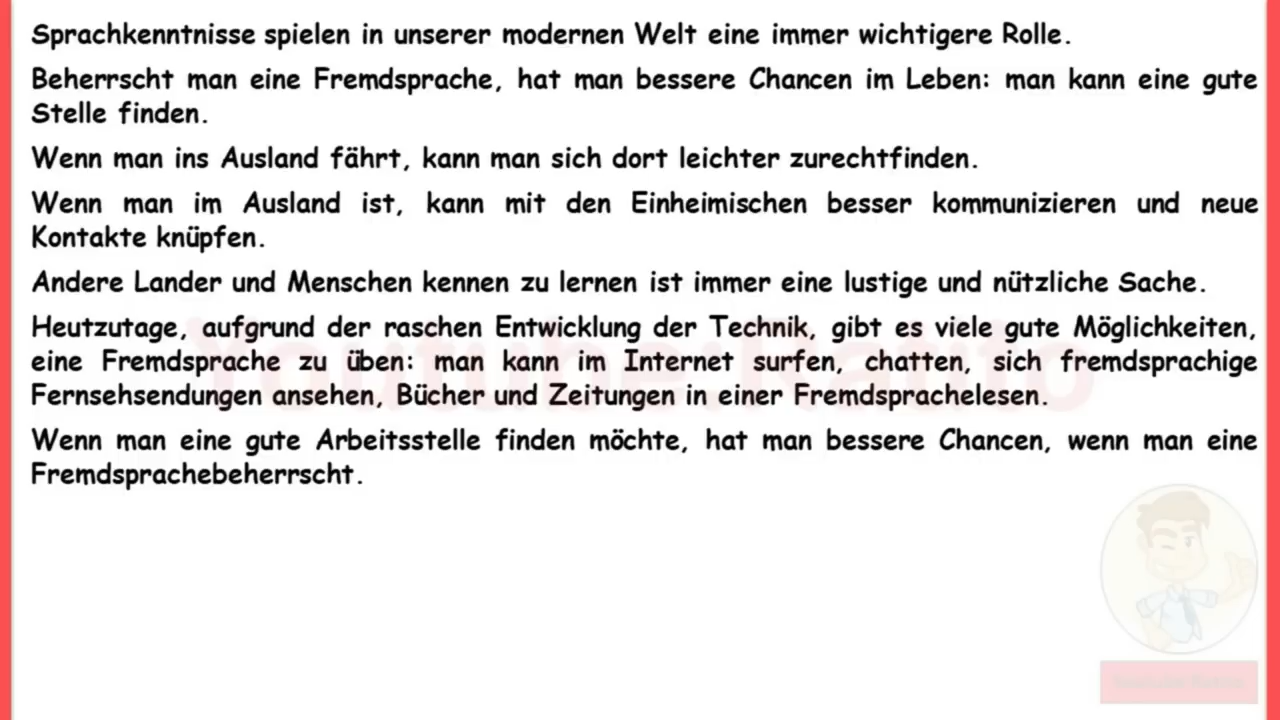 Sprachkenntnisse spielen in unserer modernen Welt eine immer wichtigere Rolle.
Beherrscht man eine Fremdsprache, hat man bessere Chancen im Leben: man kann eine gute
Stelle finden.
Wenn man ins Ausland fährt, kann man sich dort leichter zurechtfinden.
Wenn man im Ausland ist, kann mit den Einheimischen besser kommunizieren und neue
Kontakte knüpfen.
Andere Lander und Menschen kennen zu lernen ist immer eine lustige und nützliche Sache.
Heutzutage, aufgrund der raschen Entwicklung der Technik, gibt es viele gute Möglichkeiten,
eine Fremdsprache zu üben: man kann im Internet surfen, chatten, sich fremdsprachige
Fernsehsendungen ansehen, Bücher und Zeitungen in einer Fremdsprachelesen.
Wenn man eine gute Arbeitsstelle finden möchte, hat man bessere Chancen, wenn man eine
Fremdsprachebeherrscht.